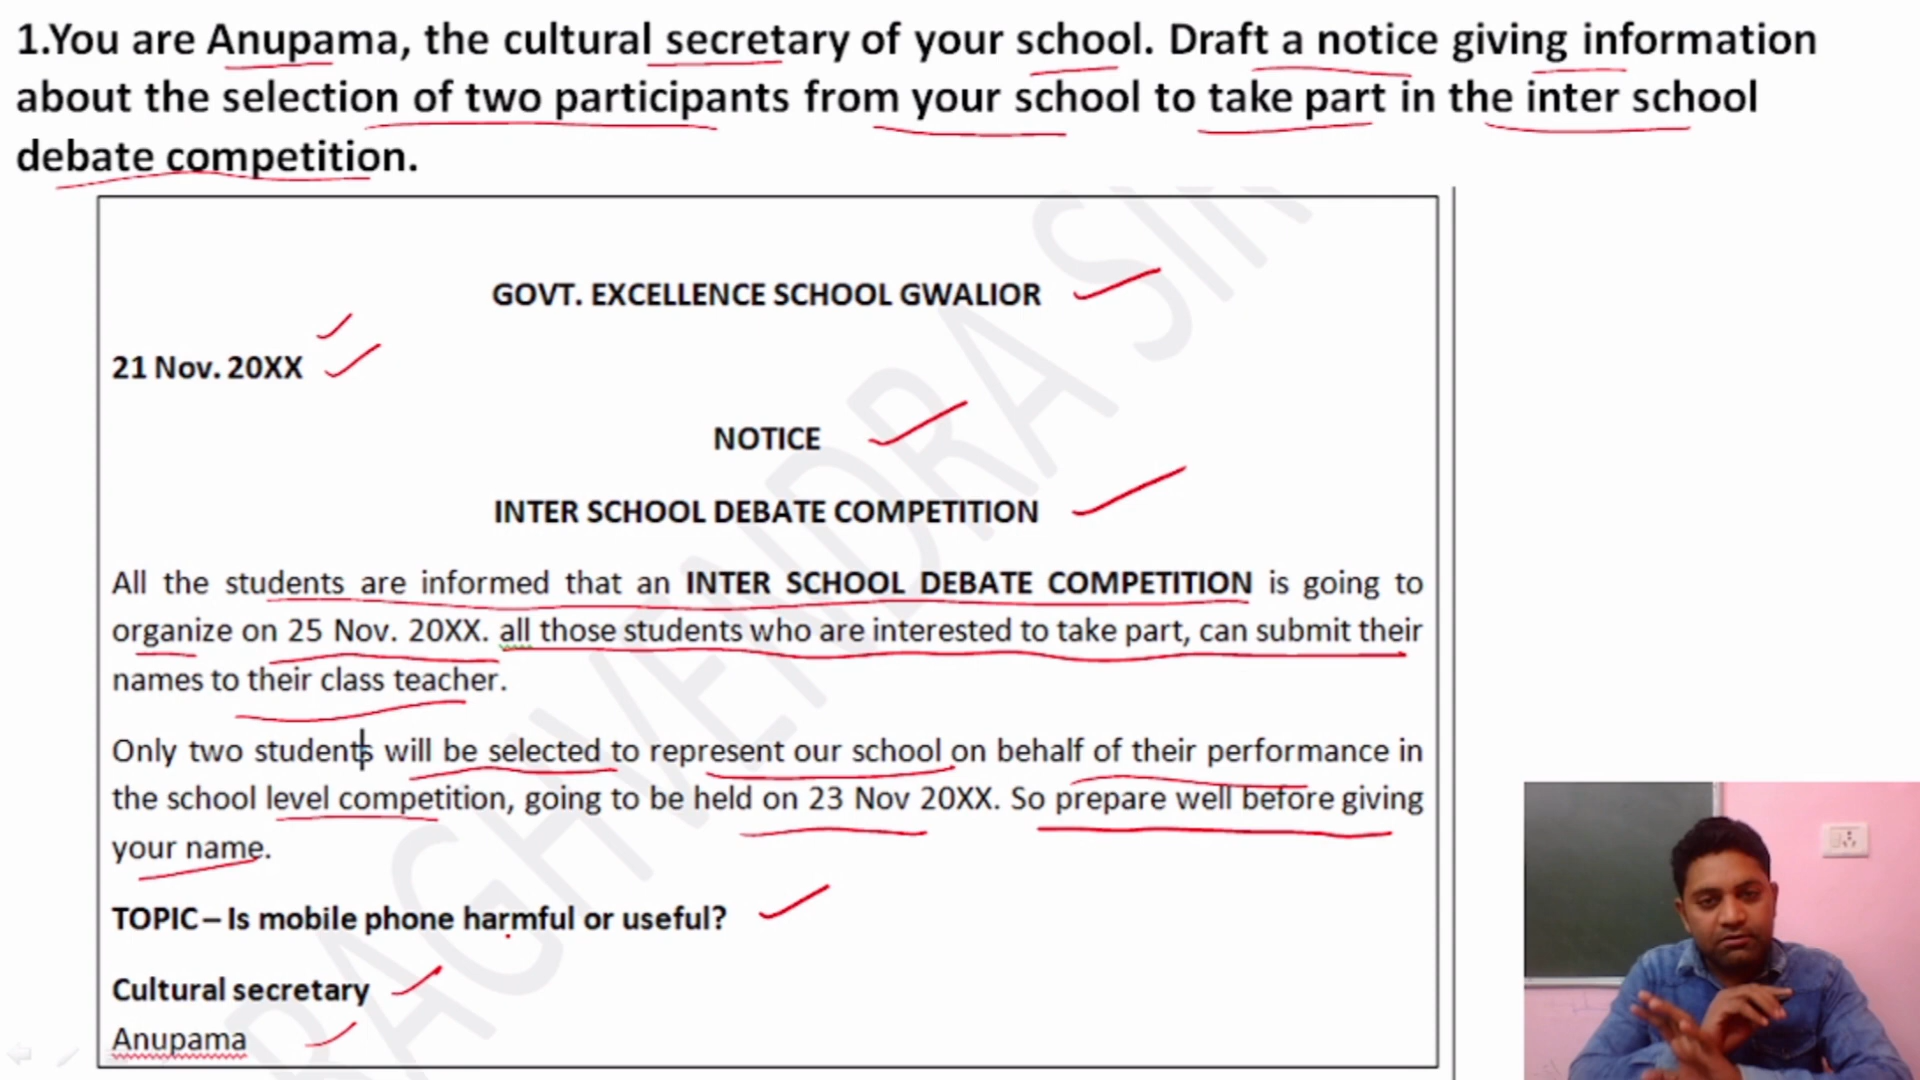 1.You are Anupama, the cultural secretary of your school. Draft a notice giving information
about the selection of two participants from your school to take part in the inter school
debate competition.
GOVT. EXCELLENCE SCHOOL GWALIOR
21 Nov. 20XX
NOTICE
INTER SCHOOL DEBATE COMPETITION
All the students are informed that an INTER SCHOOL DEBATE COMPETITION is going to
organize on 25 Nov. 20XX. all those students who are interested to take part, can submit their
names to their class teacher.
Only two students will be selected to represent our school on behalf of their performance in
the school level competition, going to be held on 23 Nov 20XX. So prepare well before giving
your name.
TOPIC – Is mobile phone harmful or useful?
Cultural secretary
Anupama
RAGHVENDRA SIN